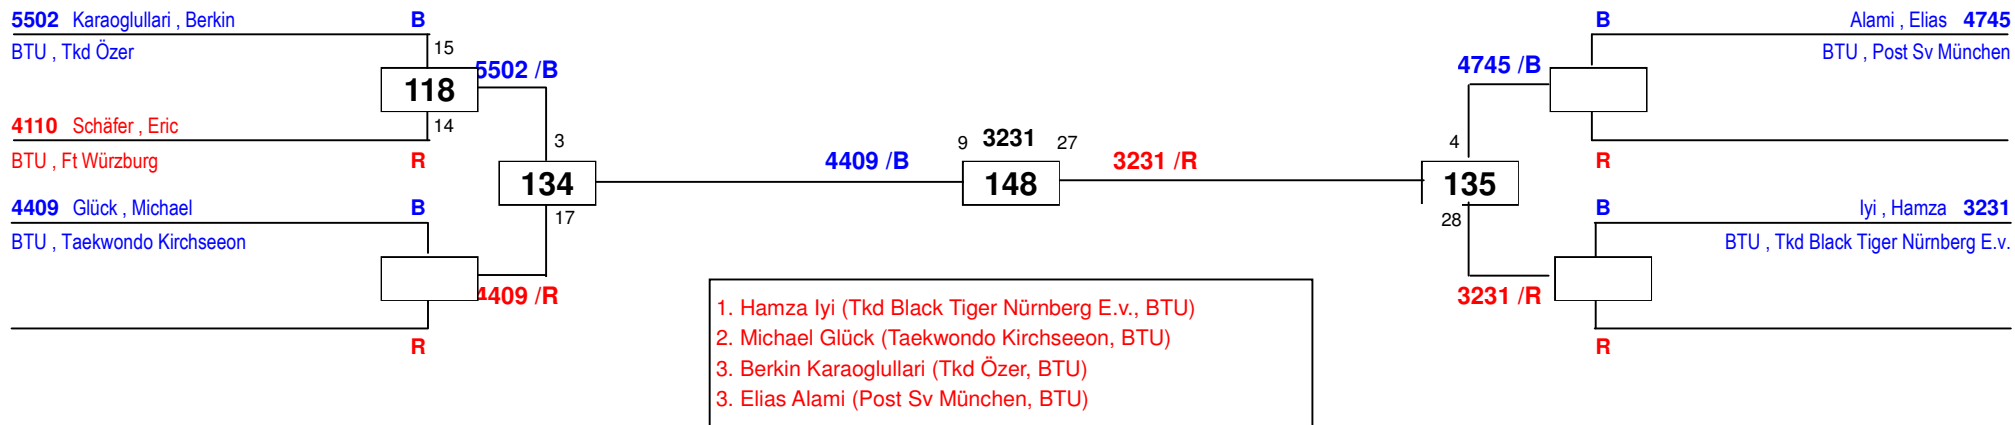 5502 Karaoglullari , Berkin B
BTU , Tkd Özer
15
5502 /B
118
4110 Schäfer , Eric
14
BTU , Ft Würzburg R
3
134
17
4409 Glück , Michael B
BTU , Taekwondo Kirchseeon
4409 /R
R
4409 /B
9 3231 27
148
3231 /R
B Alami , Elias 4745
BTU , Post Sv München
4745 /B
R
4
135
28
B Iyi , Hamza 3231
BTU , Tkd Black Tiger Nürnberg E.v.
3231 /R
R
1. Hamza Iyi (Tkd Black Tiger Nürnberg E.v., BTU)
2. Michael Glück (Taekwondo Kirchseeon, BTU)
3. Berkin Karaoglullari (Tkd Özer, BTU)
3. Elias Alami (Post Sv München, BTU)